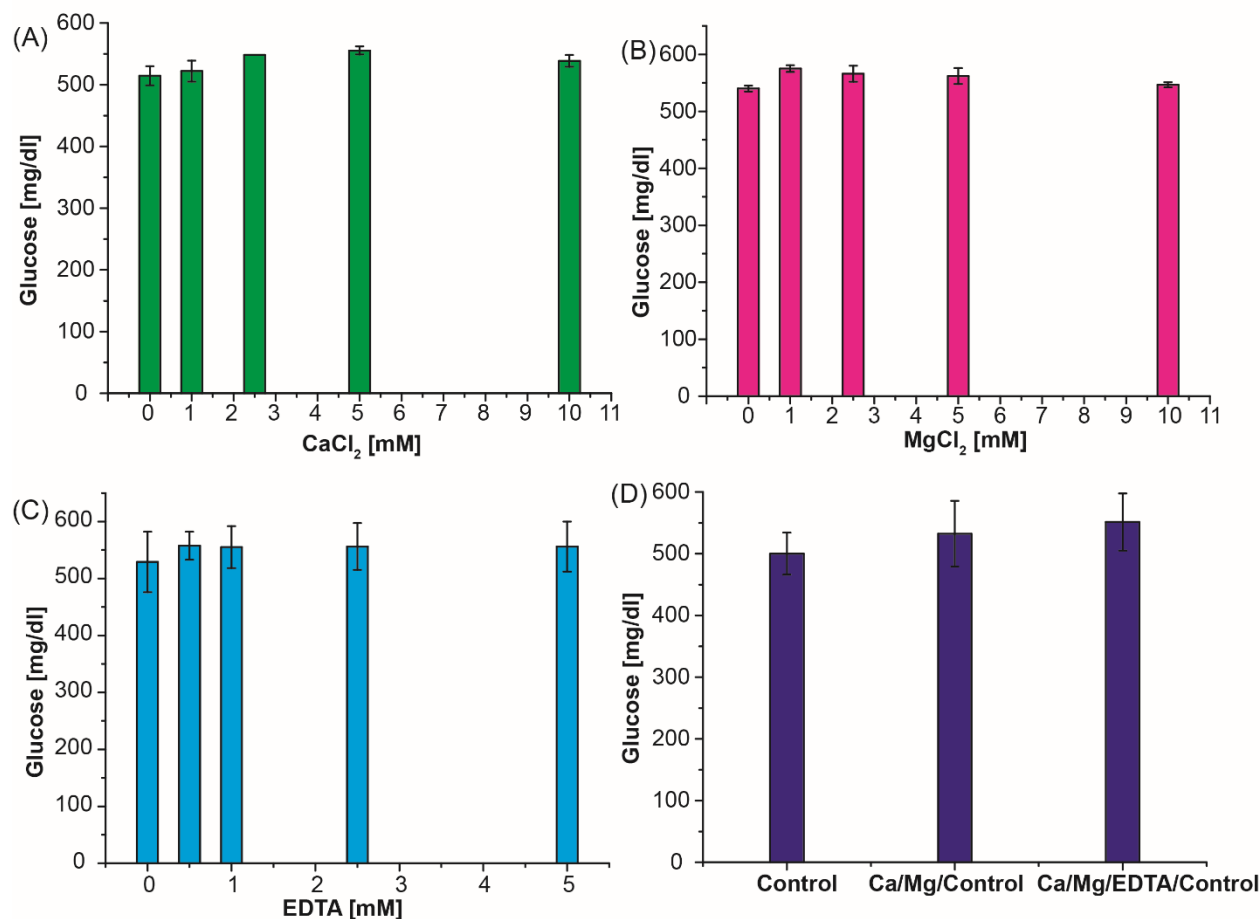 (A)
Glucose [mg/dl]
600
500
400
300
200
100
0
0 1 2 3 4 5 6 7 8 9 10 11
CaCl₂ [mM]
(B)
Glucose [mg/dl]
600
500
400
300
200
100
0
0 1 2 3 4 5 6 7 8 9 10 11
MgCl₂ [mM]
(C)
Glucose [mg/dl]
600
500
400
300
200
100
0
0 1 2 3 4 5
EDTA [mM]
(D)
Glucose [mg/dl]
600
500
400
300
200
100
0
Control Ca/Mg/Control Ca/Mg/EDTA/Control